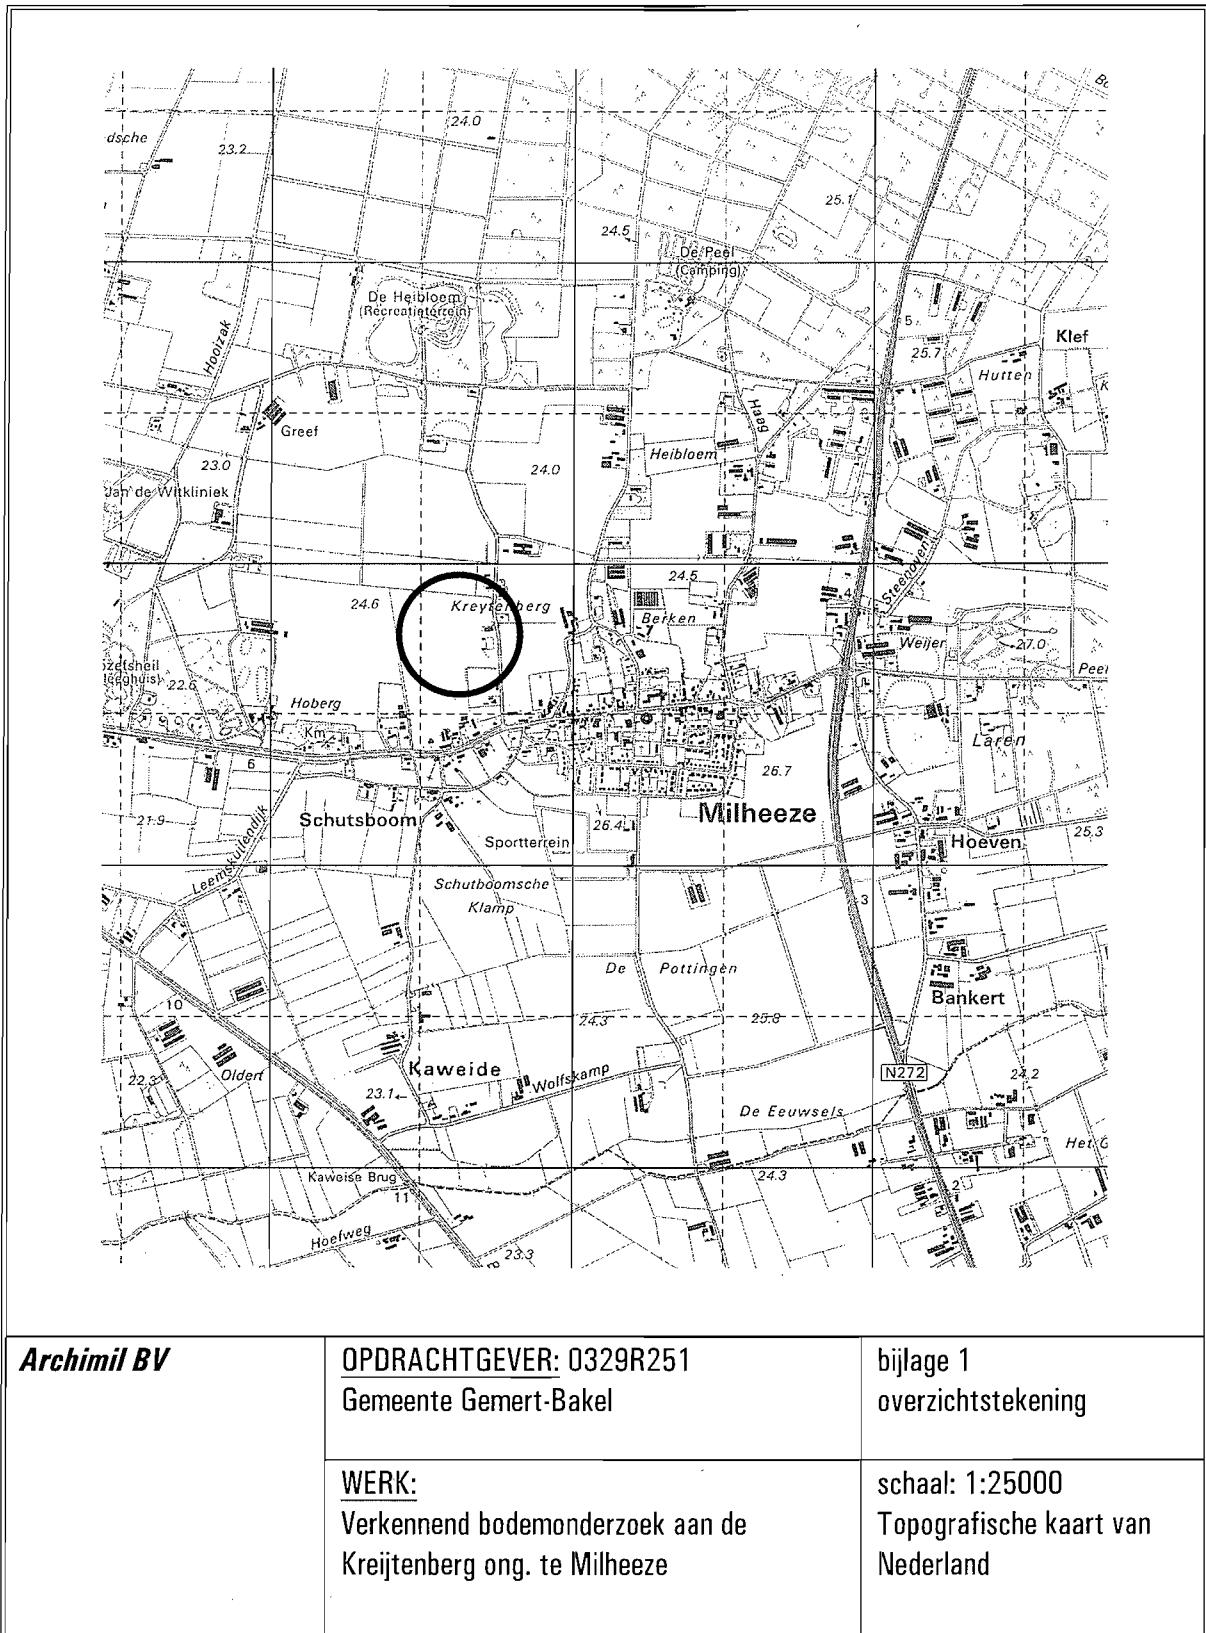 Bo
dsche
24.0
23.2
25.1
24.5
De Peel
(Camping)
De Heibloem
(Recreatieterrein)
Hooizak
5
25.7
Klef
Hutten
K
Haag
Greef
Heibloem
23.0
24.0
Jan de Witkliniek
Steenoven
24.5
24.6
Kreytenberg
4
Berken
Weijer
27.0
Peel
22.6
Hoberg
Km
Laren
6
26.7
21.9
Schutsboom
Milheeze
26.4
25.3
Sportterrein
Hoeven
Leemskuilendijk
Schutboomsche
Klamp
3
De Pottingen
10
Bankert
24.3
25.8
Kaweide
N272
Oldert
22.3
Wolfskamp
24.2
23.1
De Eeuwsels
Het
Kaweise Brug
24.3
11
2
Hoefweg
23.3
Archimil BV
OPDRACHTGEVER: 0329R251
Gemeente Gemert-Bakel
bijlage 1
overzichtstekening
WERK:
Verkennend bodemonderzoek aan de
Kreijtenberg ong. te Milheeze
schaal: 1:25000
Topografische kaart van
Nederland